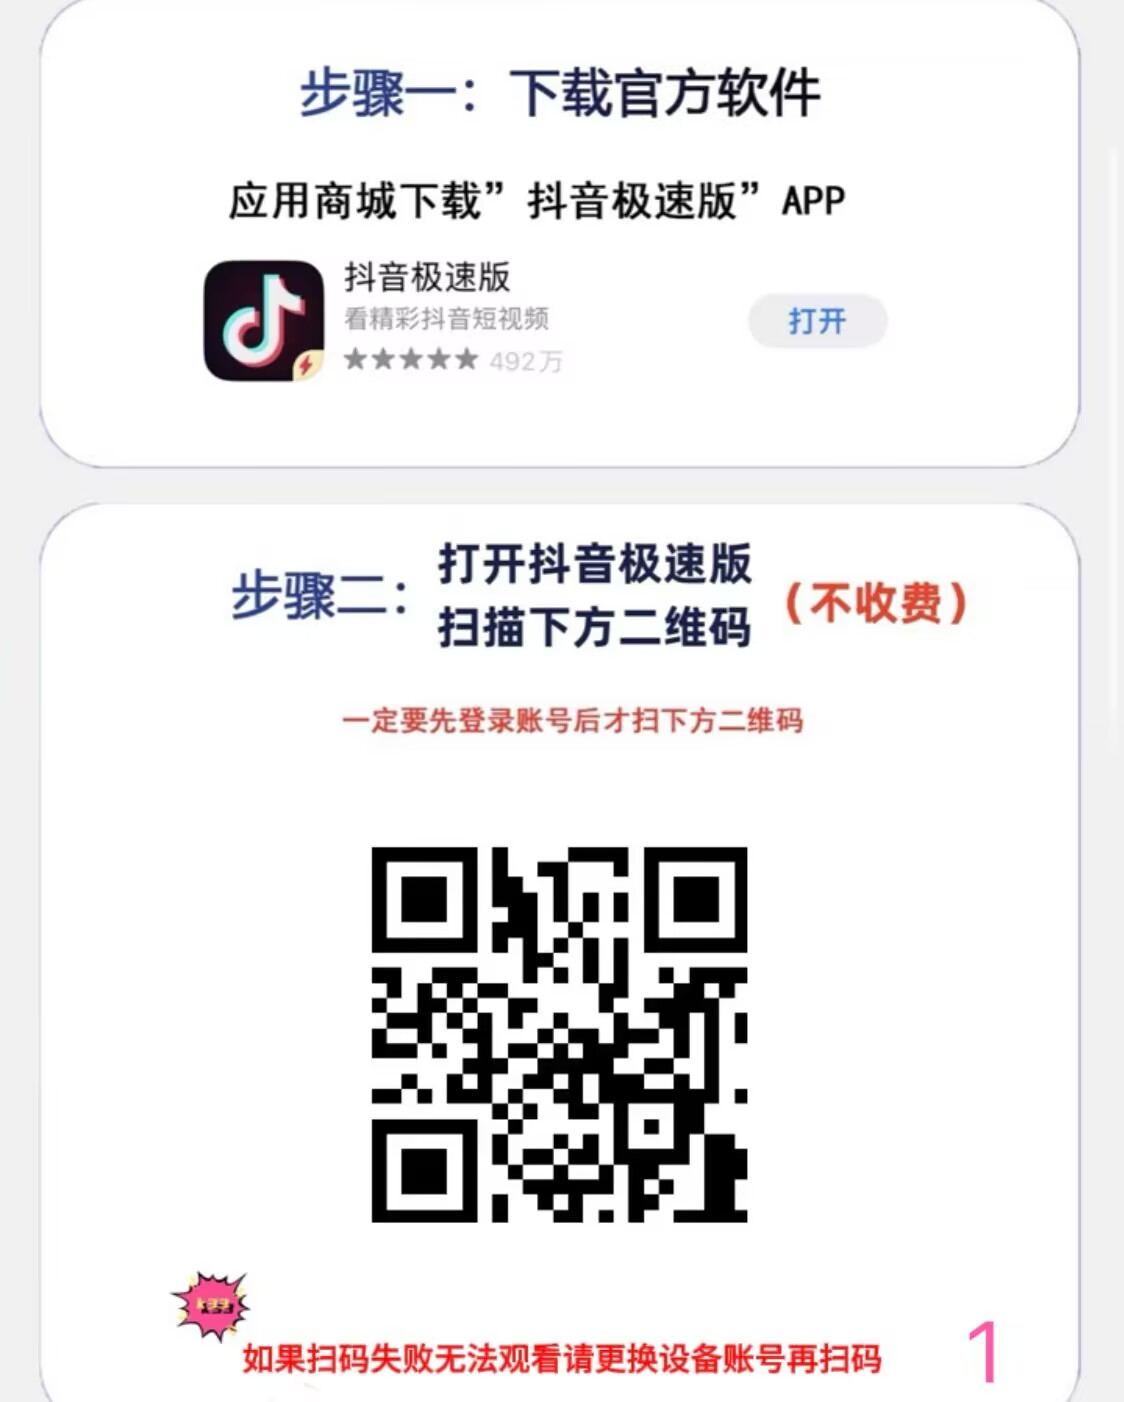 步骤一：下载官方软件
应用商城下载”抖音极速版”APP
抖音极速版
看精彩抖音短视频
打开
★★★★★ 492万
步骤二：
打开抖音极速版
扫描下方二维码
（不收费）
一定要先登录账号后才扫下方二维码
如果扫码失败无法观看请更换设备账号再扫码
1